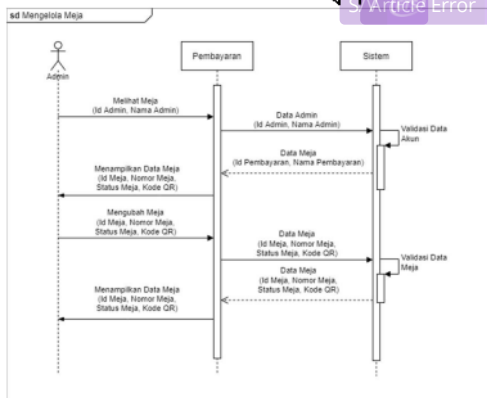 S/ Article Error
sd Mengelola Meja
Admin
Pembayaran
Sistem
Melihat Meja
(Id Admin, Nama Admin)
Data Admin
(Id Admin, Nama Admin)
Validasi Data
Akun
Data Meja
(Id Pembayaran, Nama Pembayaran)
Menampilkan Data Meja
(Id Meja, Nomor Meja,
Status Meja, Kode QR)
Mengubah Meja
(Id Meja, Nomor Meja,
Status Meja, Kode QR)
Data Meja
(Id Meja, Nomor Meja,
Status Meja, Kode QR)
Validasi Data
Meja
Data Meja
(Id Meja, Nomor Meja,
Status Meja, Kode QR)
Menampilkan Data Meja
(Id Meja, Nomor Meja,
Status Meja, Kode QR)